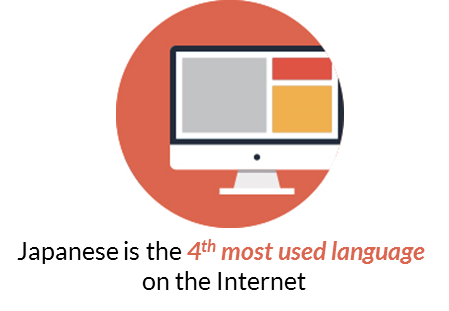 Japanese is the 4th most used language
on the Internet